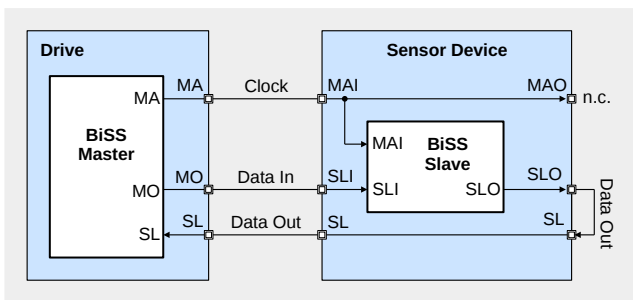 Drive
Sensor Device
MA
Clock
MAI
MAO
MA
n.c.
BiSS
Master
MAI
BiSS
Slave
MO
Data In
SLI
SLO
MO
SLI
SLO
SL
Data Out
SL
SL
SL
Data Out